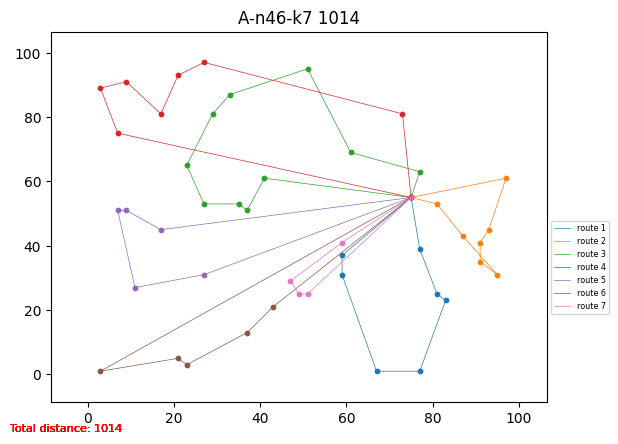 A-n46-k7 1014
100
80
60
40
20
0
0 20 40 60 80 100
route 1
route 2
route 3
route 4
route 5
route 6
route 7
Total distance: 1014